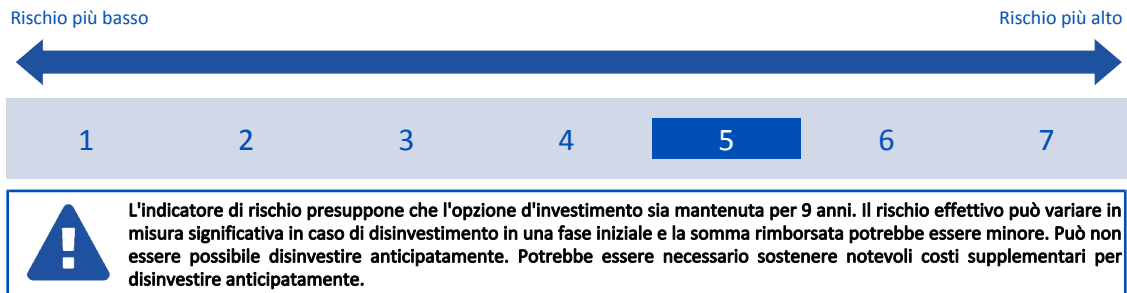 Rischio più basso Rischio più alto
1 2 3 4 5 6 7
L'indicatore di rischio presuppone che l'opzione d'investimento sia mantenuta per 9 anni. Il rischio effettivo può variare in
misura significativa in caso di disinvestimento in una fase iniziale e la somma rimborsata potrebbe essere minore. Può non
essere possibile disinvestire anticipatamente. Potrebbe essere necessario sostenere notevoli costi supplementari per
disinvestire anticipatamente.